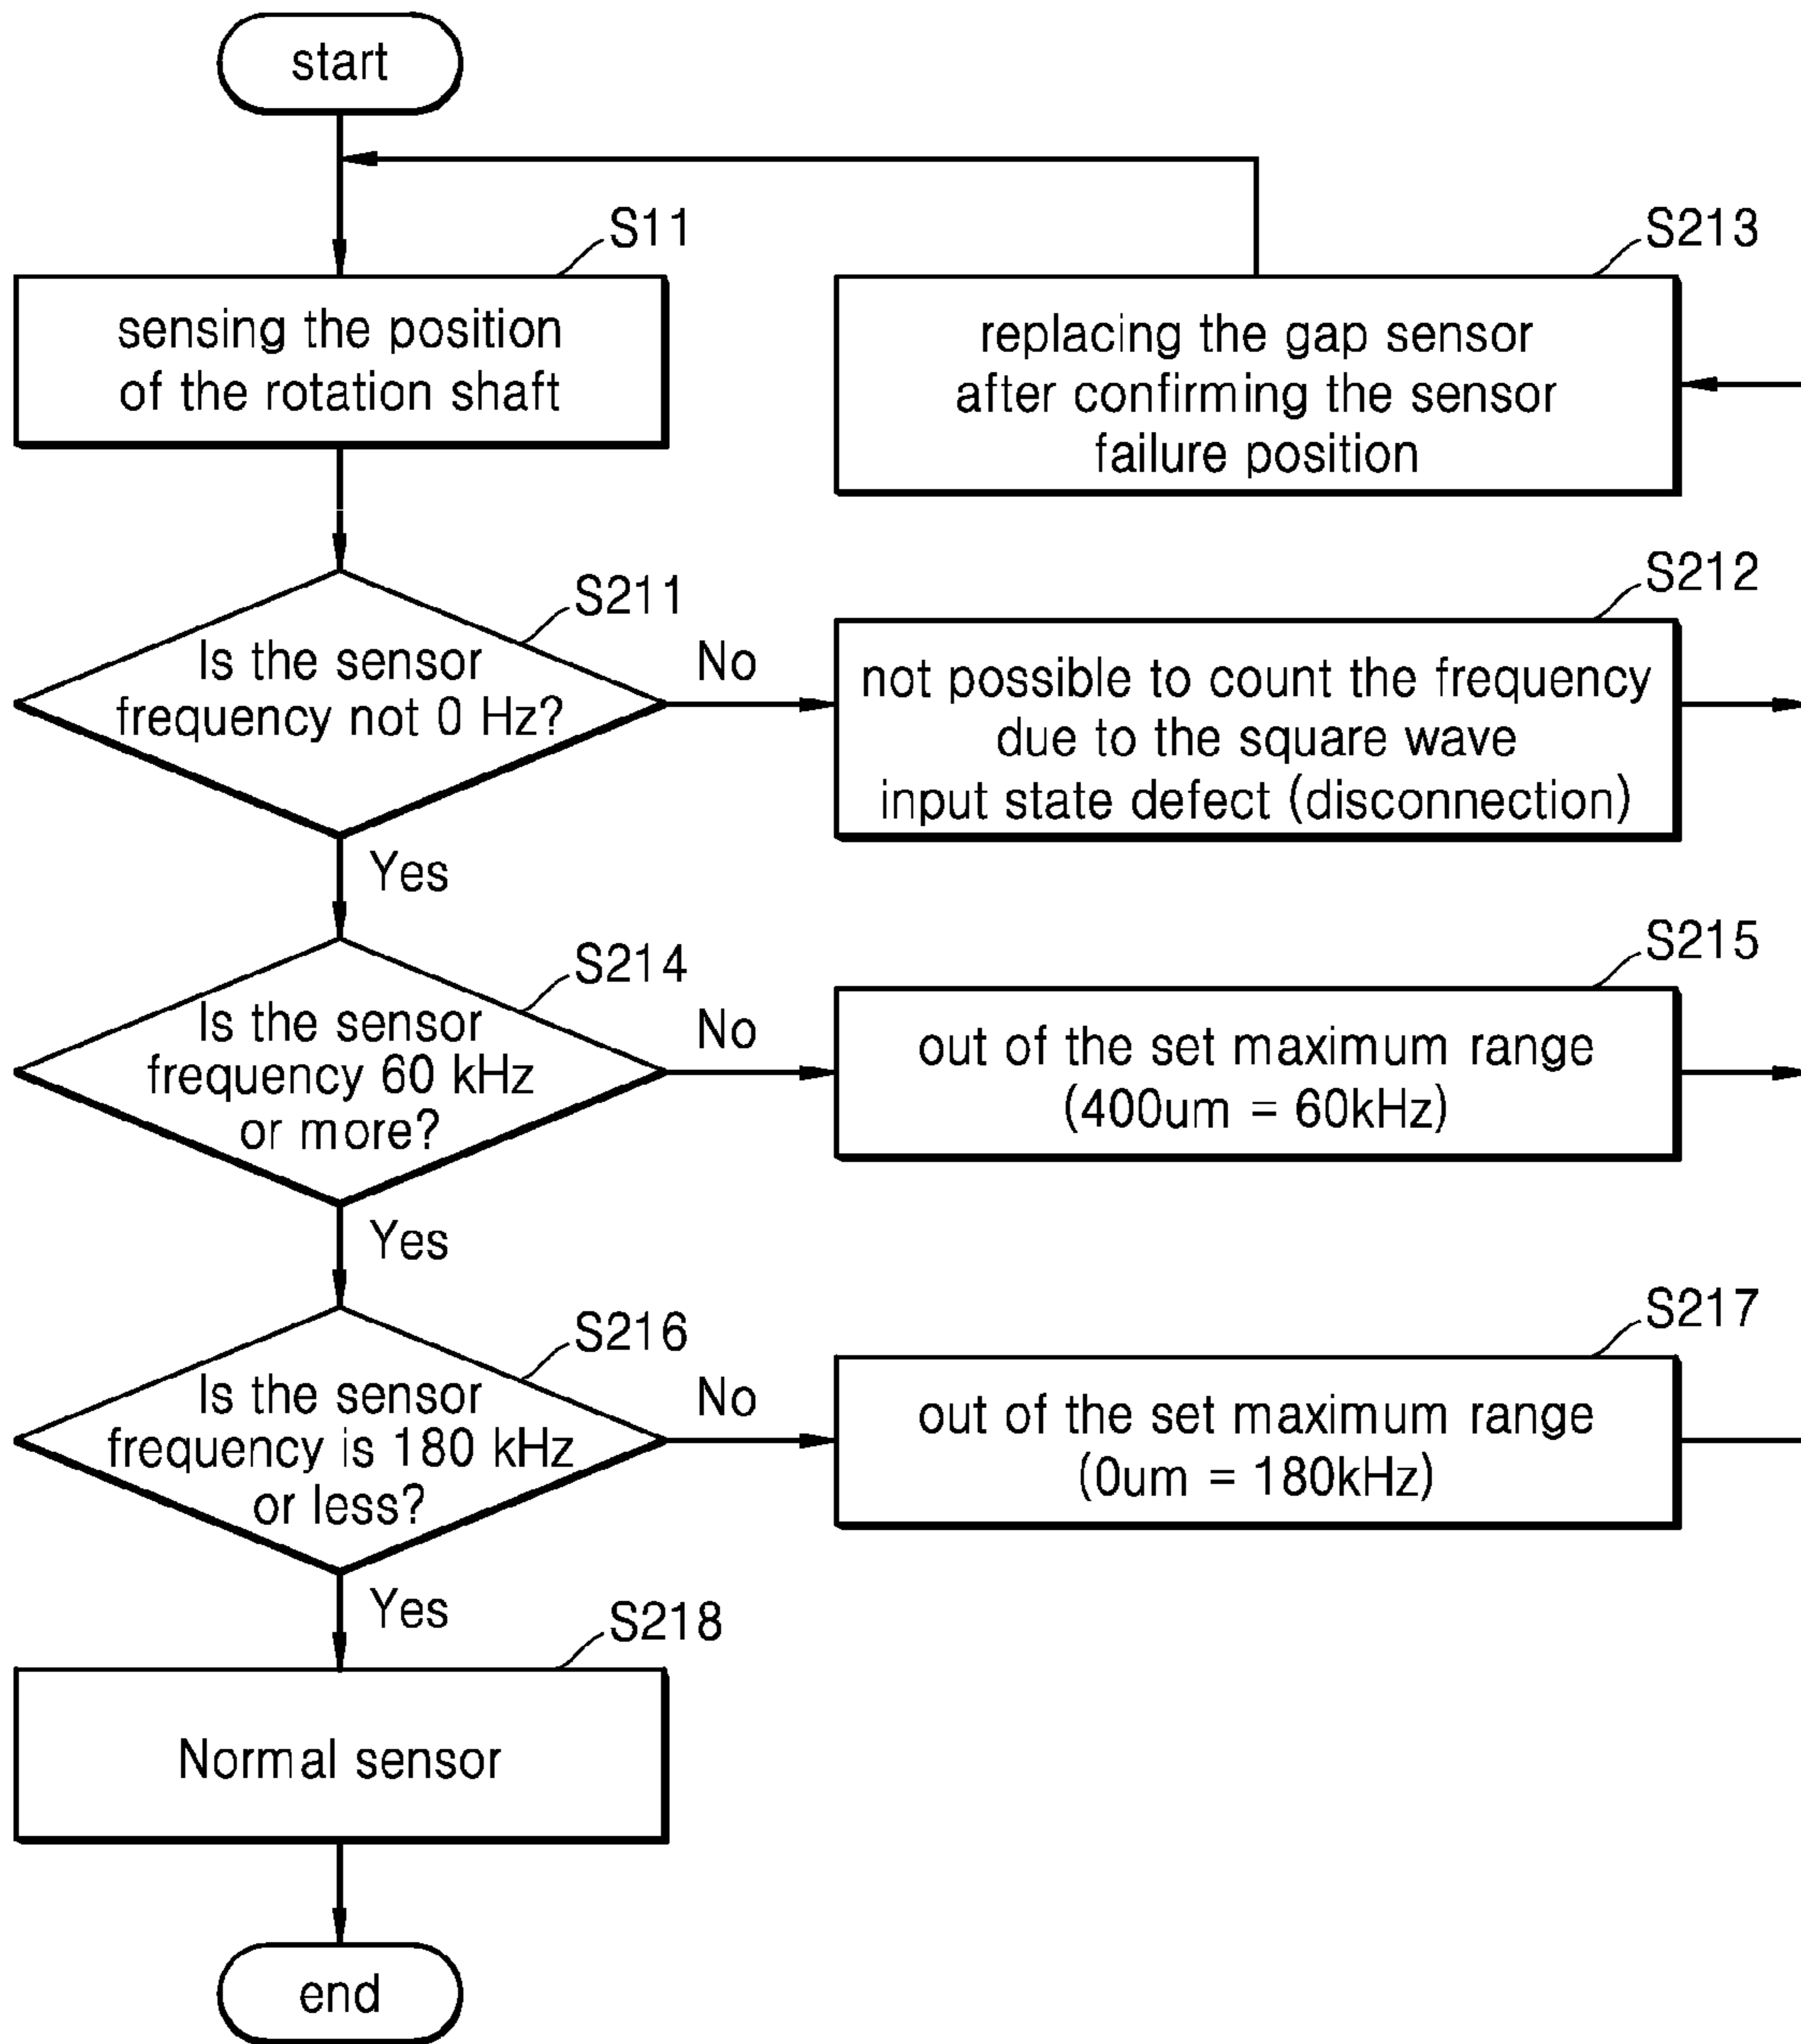 start
S11
sensing the position
of the rotation shaft
S213
replacing the gap sensor
after confirming the sensor
failure position
S211
Is the sensor
frequency not 0 Hz?
No
Yes
S212
not possible to count the frequency
due to the square wave
input state defect (disconnection)
S214
Is the sensor
frequency 60 kHz
or more?
No
Yes
S215
out of the set maximum range
(400um = 60kHz)
S216
Is the sensor
frequency is 180 kHz
or less?
No
Yes
S217
out of the set maximum range
(0um = 180kHz)
S218
Normal sensor
end